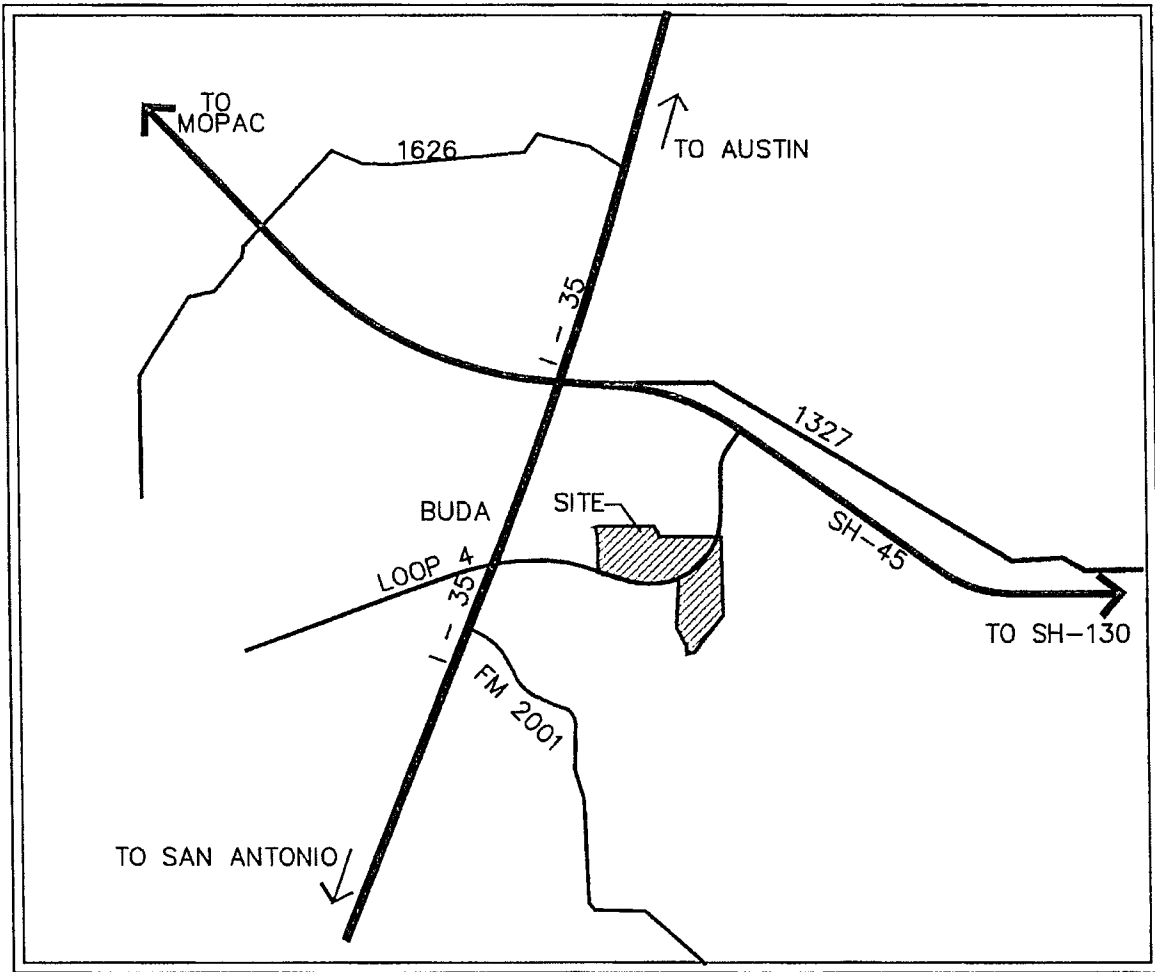 TO
MOPAC
1626
TO AUSTIN
I - 35
1327
BUDA
SITE
SH-45
LOOP 4
I - 35
TO SH-130
FM 2001
TO SAN ANTONIO